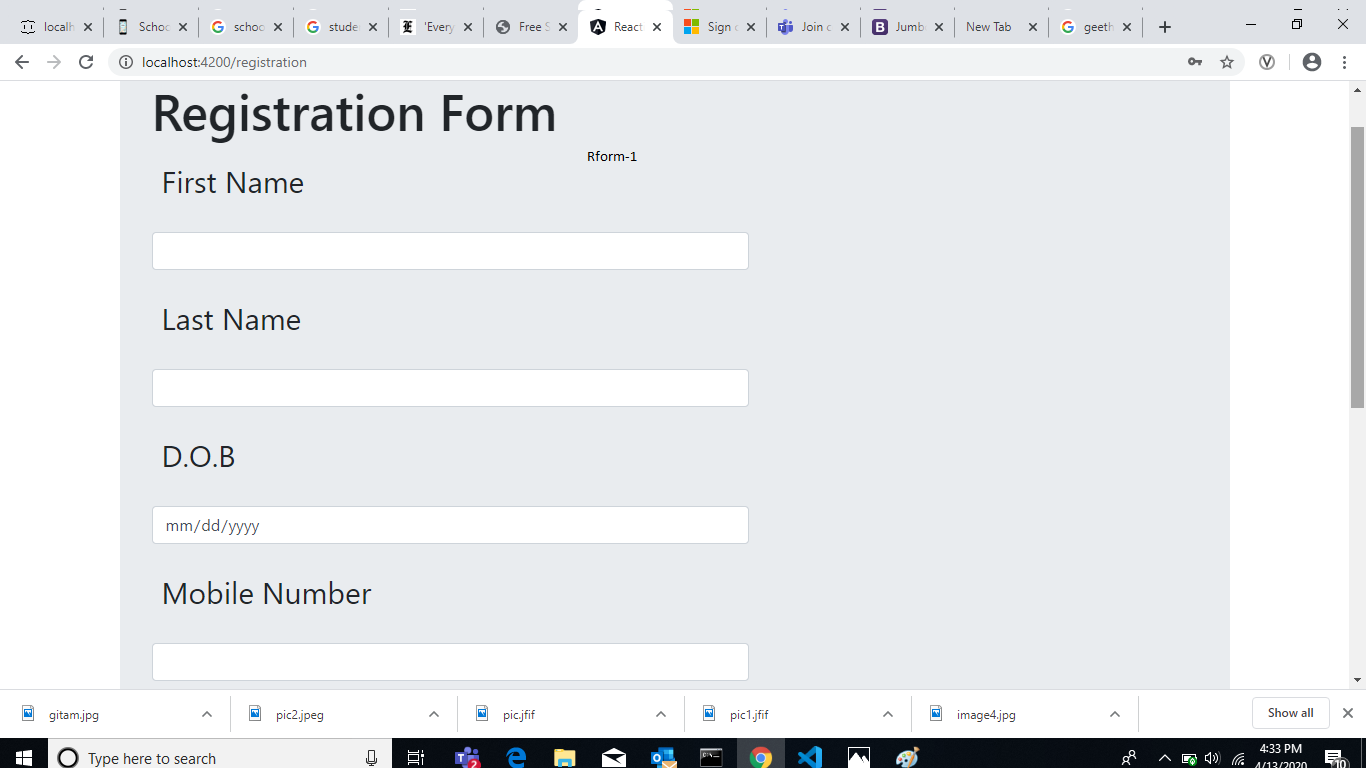 localh
Schoo
schoo
stude
'Every
Free S
React
Sign o
Join c
Jumb
New Tab
geeth
localhost:4200/registration
Registration Form
Rform-1
First Name
Last Name
D.O.B
mm/dd/yyyy
Mobile Number
gitam.jpg
pic2.jpeg
pic.jfif
pic1.jfif
image4.jpg
Show all
Type here to search
2
4:33 PM
4/13/2020
10